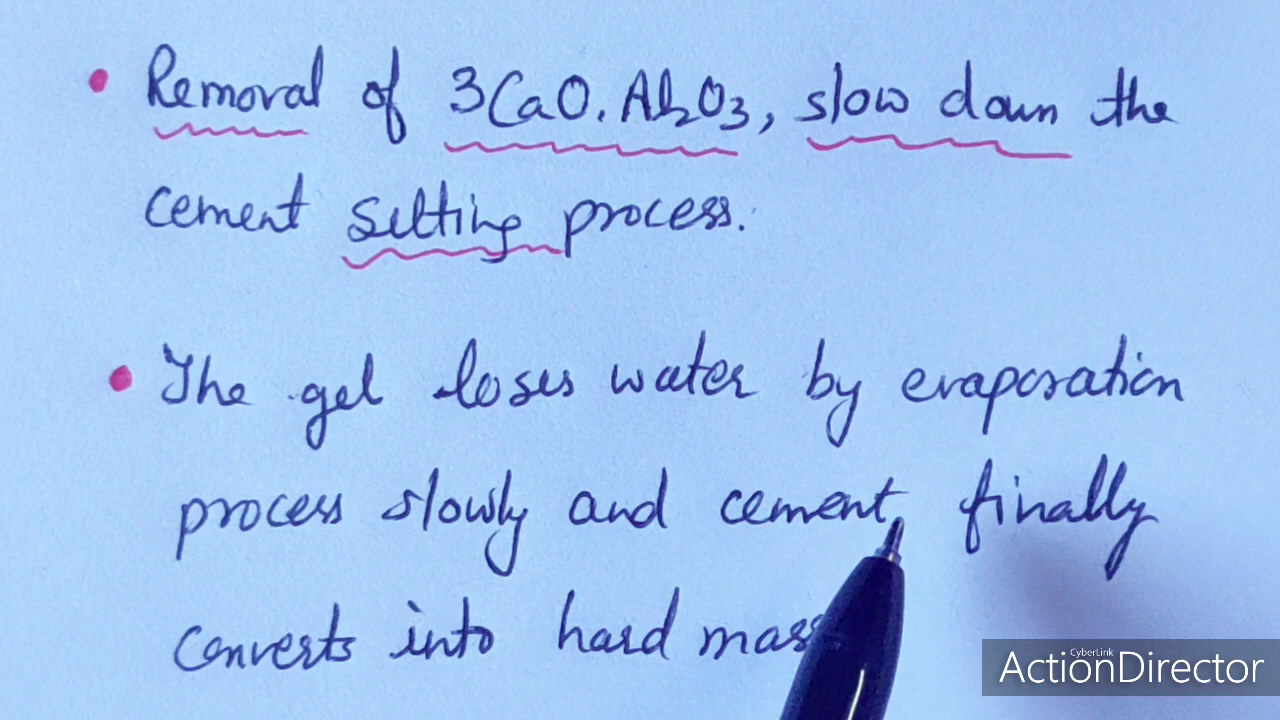 • Removal of 3CaO.Al2O3, slow down the
cement setting process.
• The gel loses water by evaporation
process slowly and cement finally
converts into hard mass
CyberLink
ActionDirector